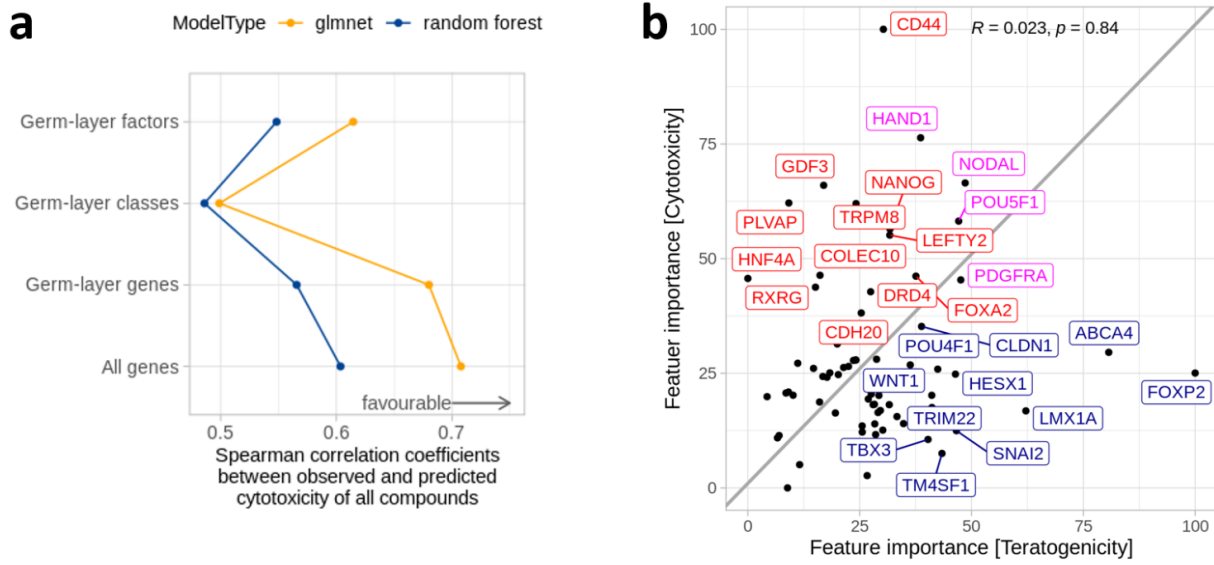 a
ModelType glmnet random forest
Germ-layer factors
Germ-layer classes
Germ-layer genes
All genes
favourable
0.5 0.6 0.7
Spearman correlation coefficients
between observed and predicted
cytotoxicity of all compounds
b
R = 0.023, p = 0.84
Featuer importance [Cytotoxicity]
100
75
50
25
0
CD44
HAND1
GDF3
NODAL
NANOG
POU5F1
PLVAP
TRPM8
LEFTY2
HNF4A
COLEC10
PDGFRA
RXRG
DRD4
FOXA2
CDH20
POU4F1
CLDN1
ABCA4
WNT1
HESX1
FOXP2
TRIM22
LMX1A
TBX3
SNAI2
TM4SF1
0 25 50 75 100
Feature importance [Teratogenicity]